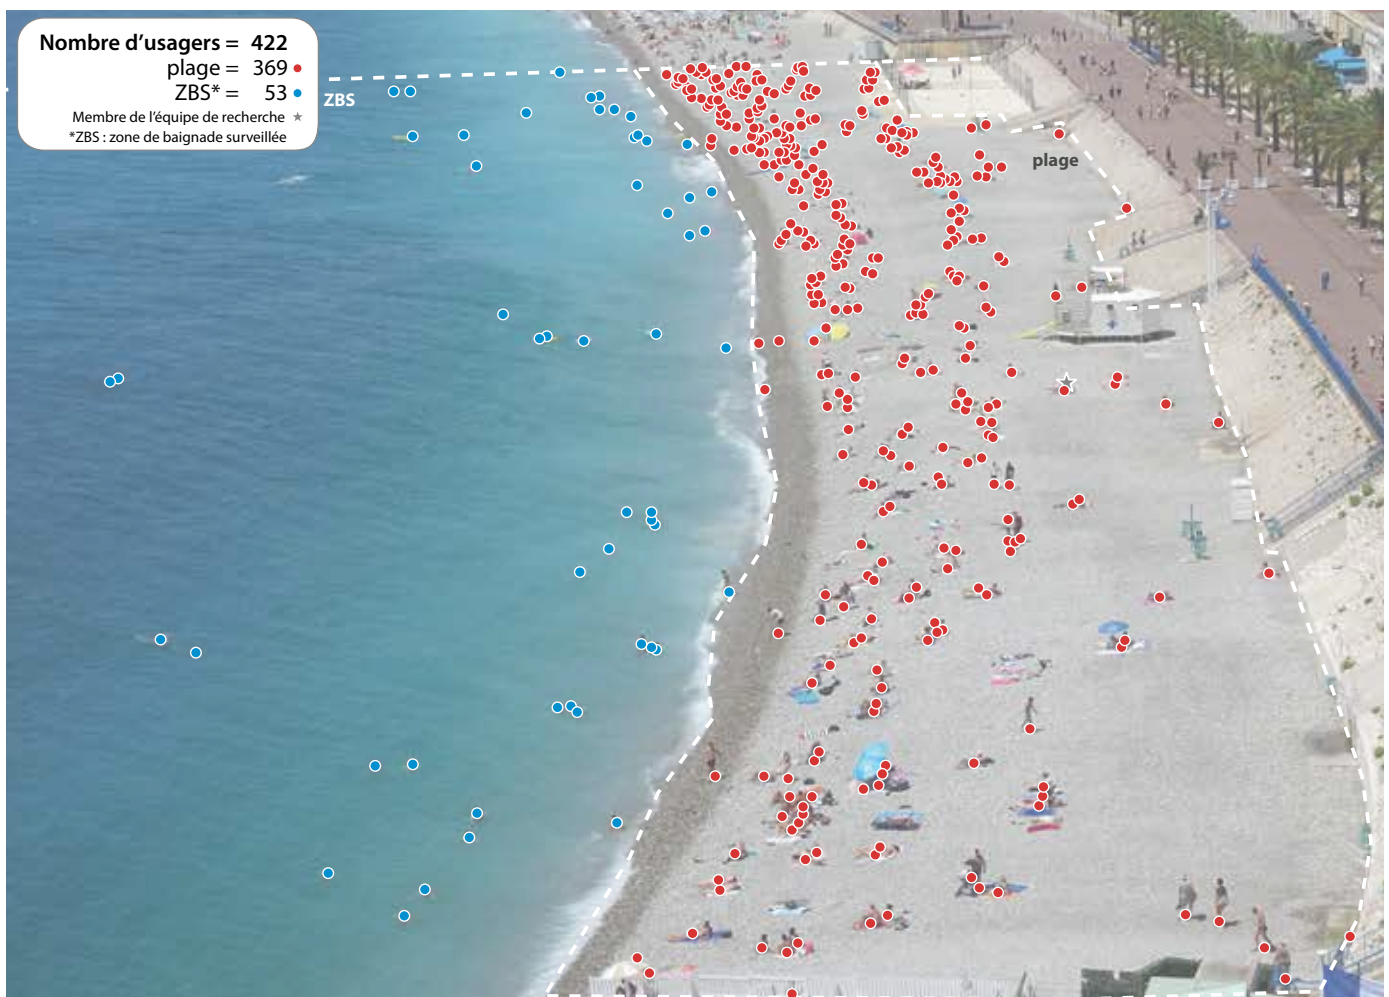 Nombre d’usagers = 422
plage = 369
ZBS* = 53
Membre de l’équipe de recherche
*ZBS : zone de baignade surveillée
ZBS
plage